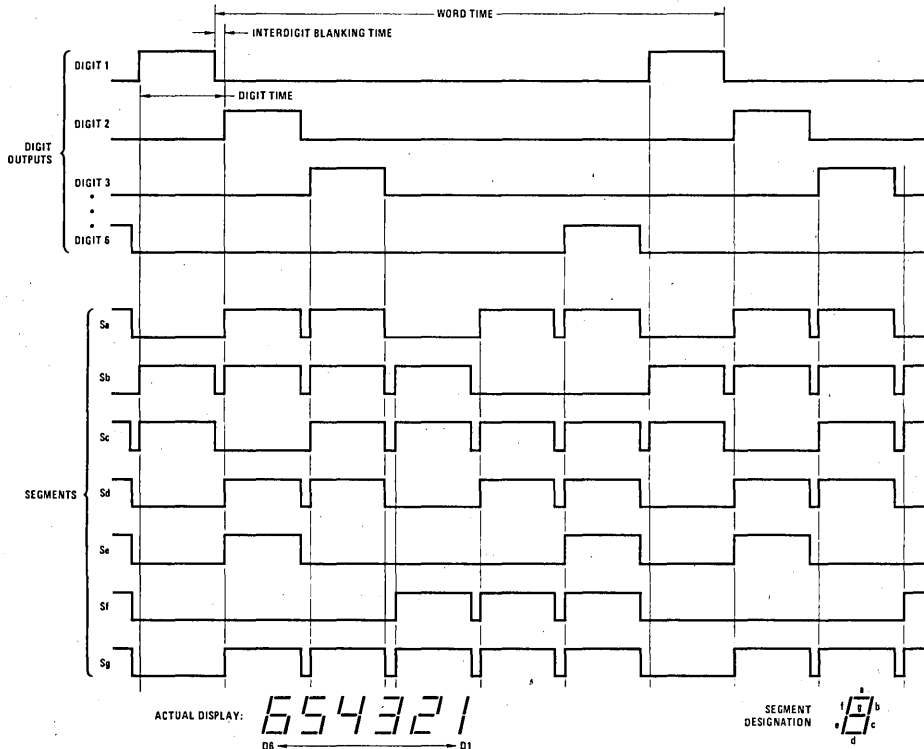 WORD TIME
INTERDIGIT BLANKING TIME
DIGIT 1
DIGIT TIME
DIGIT 2
DIGIT
OUTPUTS
DIGIT 3
DIGIT 6
Sa
Sb
Sc
Sd
SEGMENTS
Se
Sf
Sg
ACTUAL DISPLAY: 654321
D6 D1
SEGMENT
DESIGNATION
a
f g b
e c
d